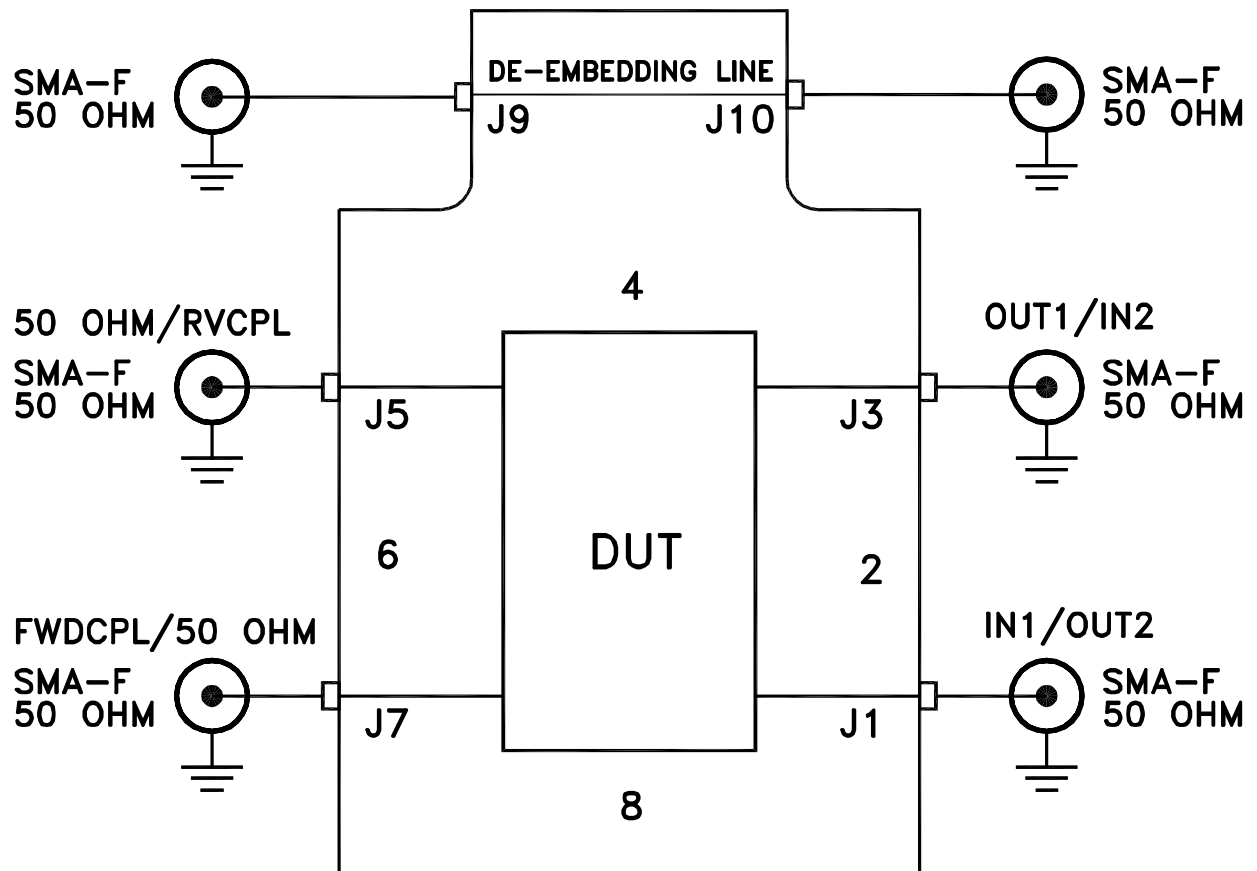 DE-EMBEDDING LINE
SMA-F
50 OHM
J9
J10
SMA-F
50 OHM
4
50 OHM/RVCPL
SMA-F
50 OHM
J5
OUT1/IN2
SMA-F
50 OHM
J3
6
DUT
2
FWDCPL/50 OHM
SMA-F
50 OHM
J7
IN1/OUT2
SMA-F
50 OHM
J1
8